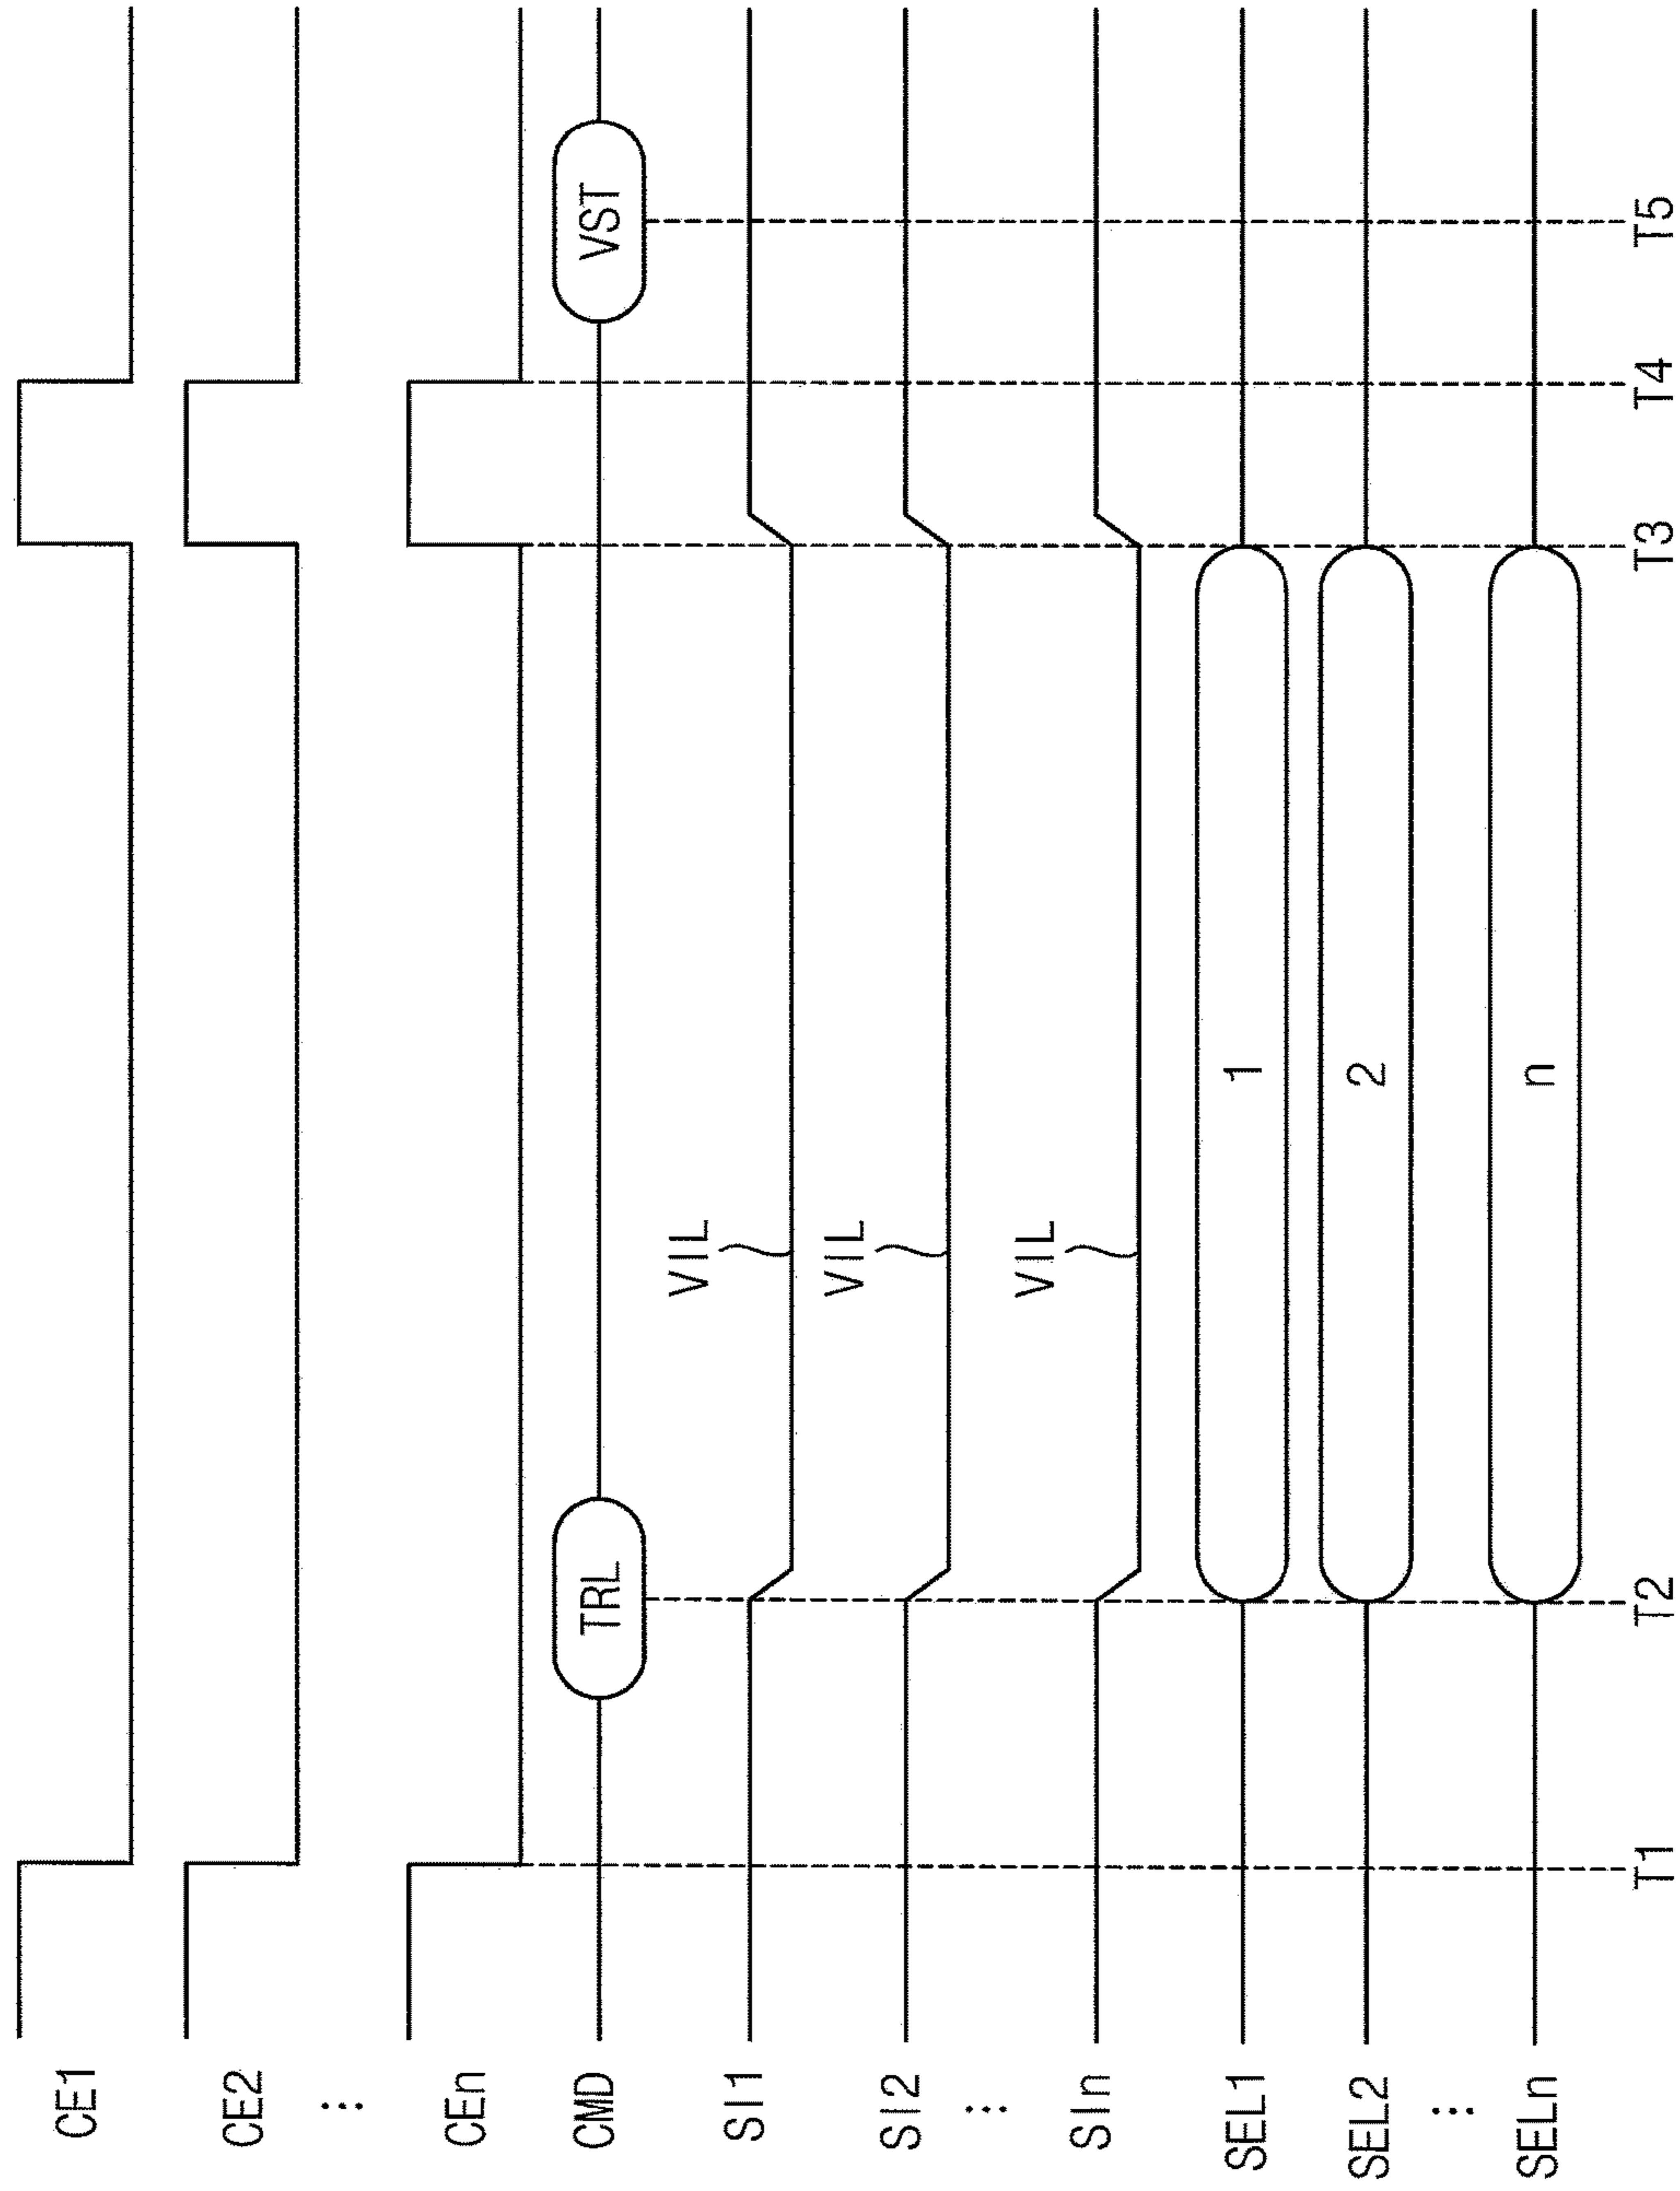 CE1
CE2
⋮
CEn
CMD TRL VST
SI1 VIL
SI2 VIL
⋮
SIn VIL
SEL1 1
SEL2 2
⋮
SELn n
T1 T2 T3 T4 T5